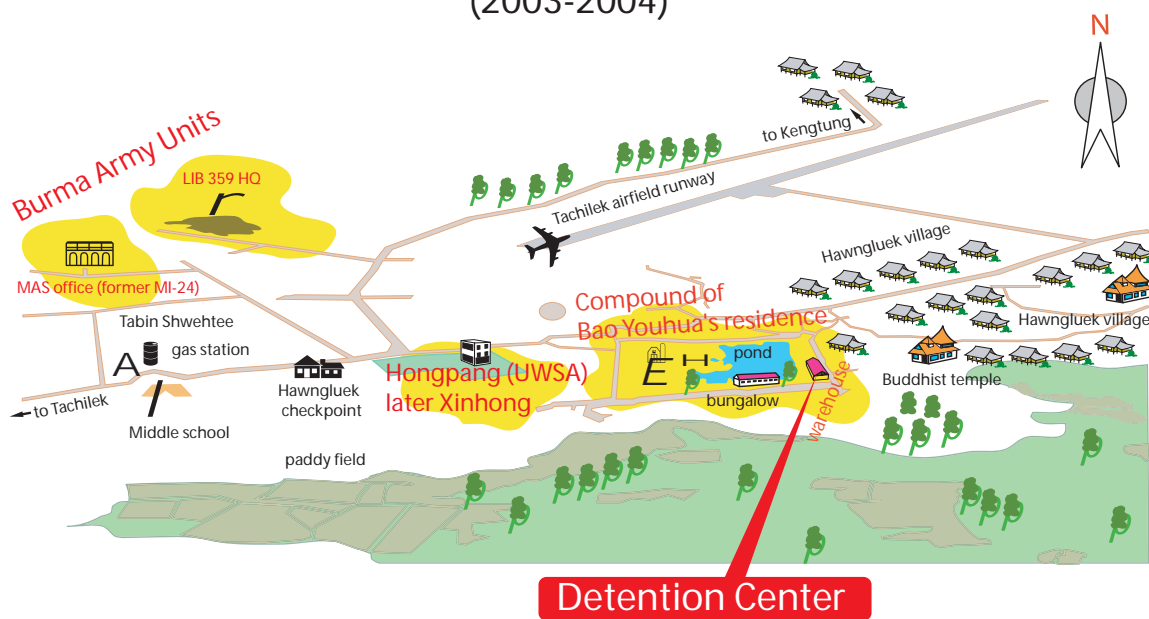 (2003-2004)
N
to Kengtung
Burma Army Units
LIB 359 HQ
Tachilek airfield runway
Hawngluek village
MAS office (former MI-24)
Compound of
Bao Youhua's residence
Tabin Shwehtee
Hawngluek village
gas station
pond
Hongpang (UWSA)
later Xinhong
Hawngluek
checkpoint
Buddhist temple
bungalow
warehouse
to Tachilek
Middle school
paddy field
Detention Center